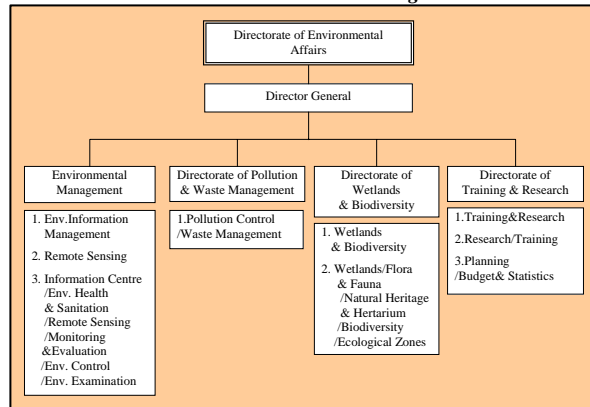 Directorate of Environmental
Affairs
Director General
Environmental
Management
1. Env.Information
Management
2. Remote Sensing
3. Information Centre
/Env. Health
& Sanitation
/Remote Sensing
/Monitoring
&Evaluation
/Env. Control
/Env. Examination
Directorate of Pollution
& Waste Management
1.Pollution Control
/Waste Management
Directorate of
Wetlands
& Biodiversity
1. Wetlands
& Biodiversity
2. Wetlands/Flora
& Fauna
/Natural Heritage
& Hertarium
/Biodiversity
/Ecological Zones
Directorate of
Training & Research
1.Training&Research
2.Research/Training
3.Planning
/Budget& Statistics